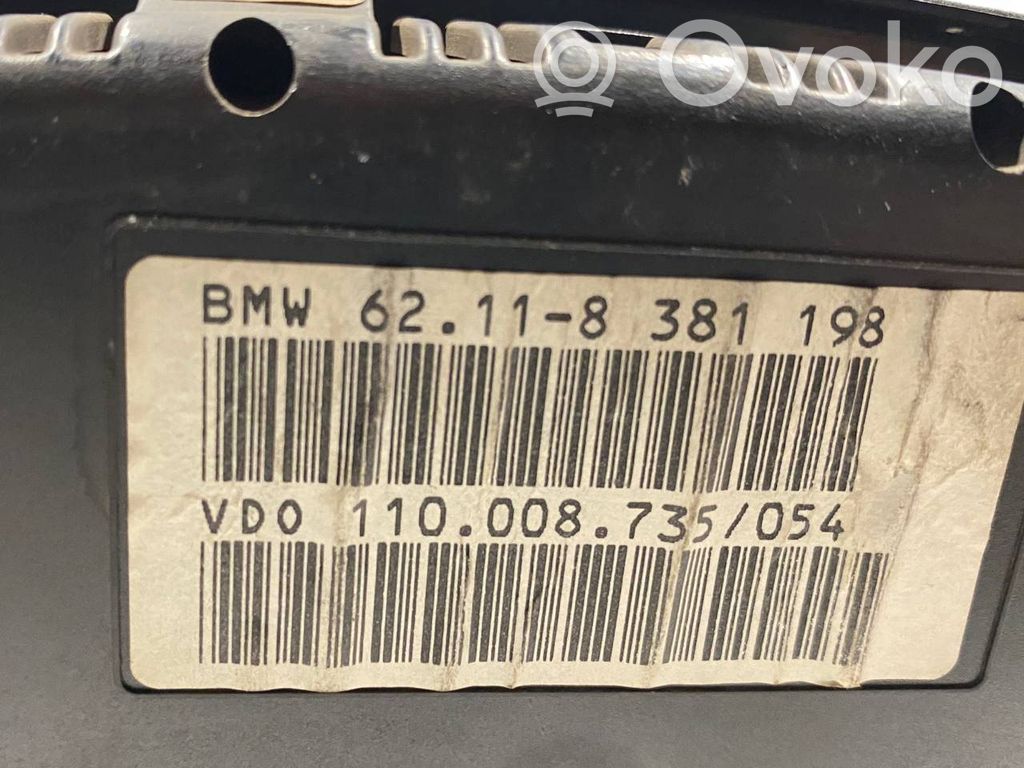 Ovoko
BMW 62.11-8 381 198
VDO 110.008.735/054